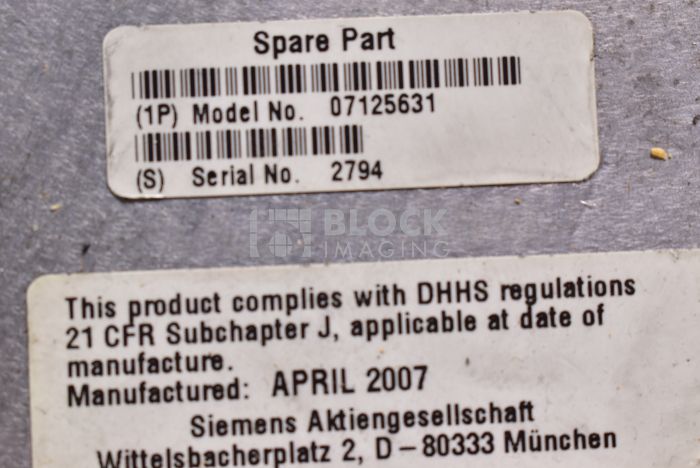 Spare Part
(1P) Model No. 07125631
(S) Serial No. 2794
BLOCK
IMAGING
This product complies with DHHS regulations
21 CFR Subchapter J, applicable at date of
manufacture.
Manufactured: APRIL 2007
Siemens Aktiengesellschaft
Wittelsbacherplatz 2, D-80333 München